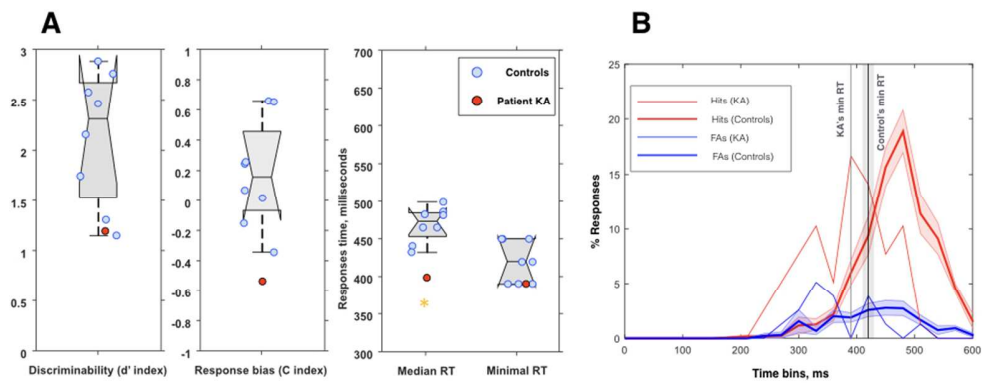 A
B
3
2.5
2
1.5
1
0.5
0
Discriminability (d' index)
1
0.8
0.6
0.4
0.2
0
-0.2
-0.4
-0.6
-0.8
-1
Response bias (C index)
Responses time, milliseconds
700
650
600
550
500
450
400
350
300
Controls
Patient KA
*
Median RT
Minimal RT
% Responses
25
20
15
10
5
0
Hits (KA)
Hits (Controls)
FAs (KA)
FAs (Controls)
KA's min RT
Control's min RT
0
100
200
300
400
500
600
Time bins, ms